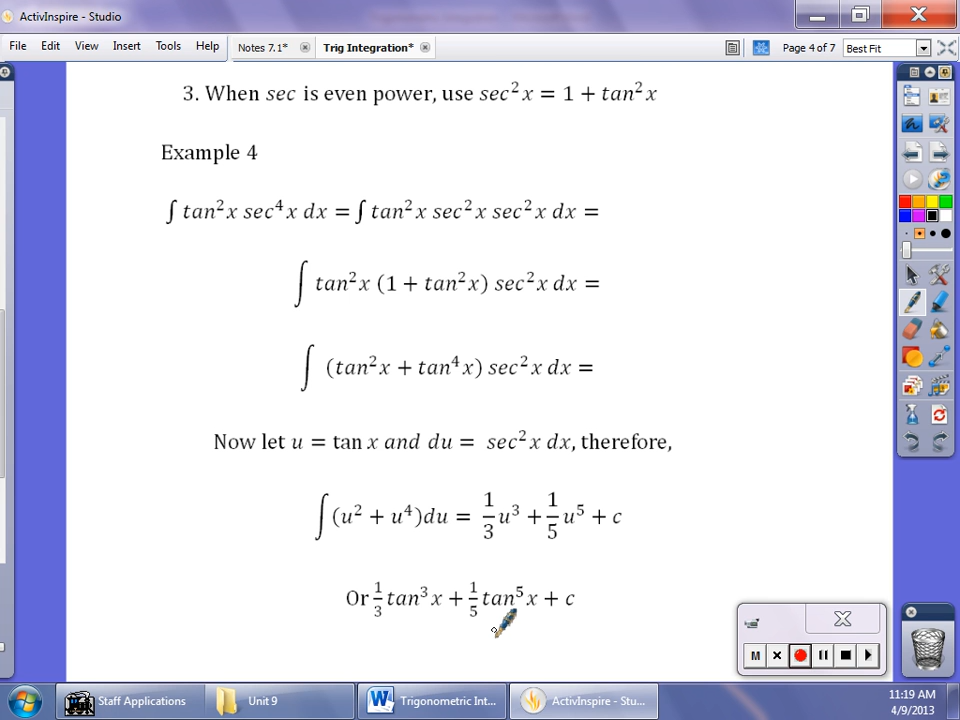 ActivInspire - Studio
File Edit View Insert Tools Help
Notes 7.1* Trig Integration*
Page 4 of 7 Best Fit
3. When sec is even power, use sec²x = 1 + tan²x
Example 4
∫ tan²x sec⁴x dx = ∫ tan²x sec²x sec²x dx =
∫ tan²x (1 + tan²x) sec²x dx =
∫ (tan²x + tan⁴x) sec²x dx =
Now let u = tan x and du = sec²x dx, therefore,
∫(u² + u⁴)du = 1/3 u³ + 1/5 u⁵ + c
Or 1/3 tan³x + 1/5 tan⁵x + c
M
Staff Applications Unit 9 Trigonometric Int... ActivInspire - Stu...
11:19 AM
4/9/2013